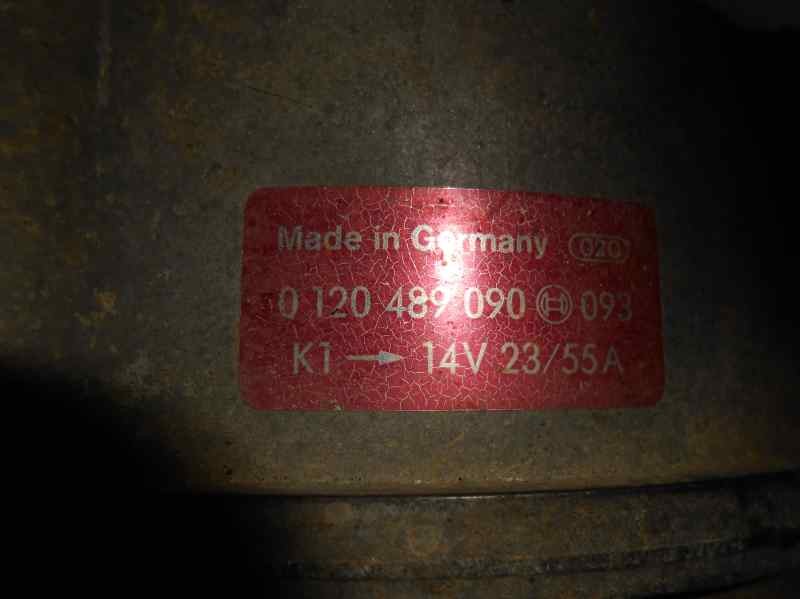 Made in Germany 020
0 120 489 090 093
K1 → 14V 23/55A